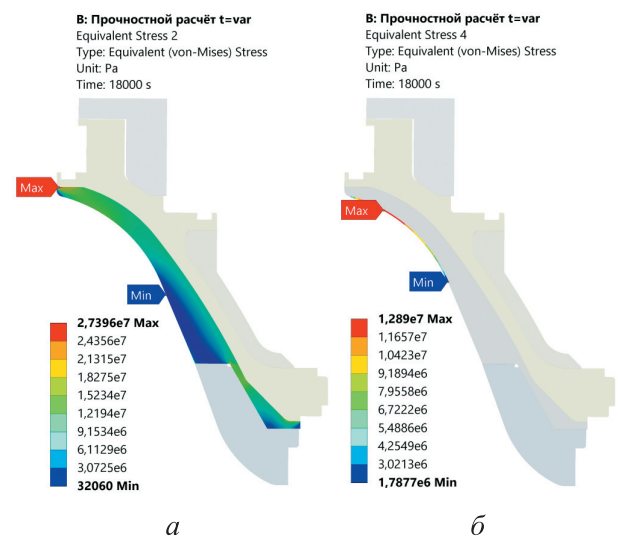 B: Прочностной расчёт t=var
Equivalent Stress 2
Type: Equivalent (von-Mises) Stress
Unit: Pa
Time: 18000 s
Max
Min
2,7396e7 Max
2,4356e7
2,1315e7
1,8275e7
1,5234e7
1,2194e7
9,1534e6
6,1129e6
3,0725e6
32060 Min
а
B: Прочностной расчёт t=var
Equivalent Stress 4
Type: Equivalent (von-Mises) Stress
Unit: Pa
Time: 18000 s
Max
Min
1,289e7 Max
1,1657e7
1,0423e7
9,1894e6
7,9558e6
6,7222e6
5,4886e6
4,2549e6
3,0213e6
1,7877e6 Min
б